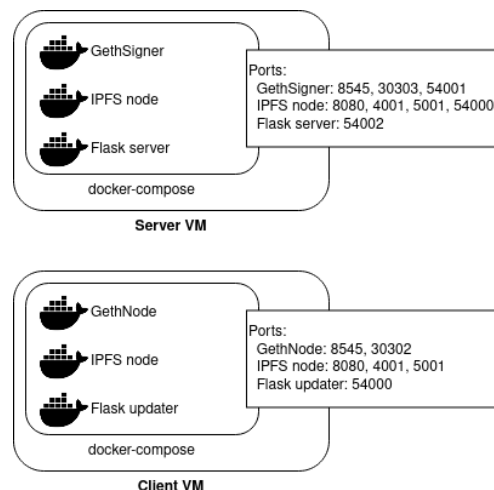 GethSigner
IPFS node
Flask server
docker-compose
Server VM
Ports:
GethSigner: 8545, 30303, 54001
IPFS node: 8080, 4001, 5001, 54000
Flask server: 54002
GethNode
IPFS node
Flask updater
docker-compose
Client VM
Ports:
GethNode: 8545, 30302
IPFS node: 8080, 4001, 5001
Flask updater: 54000